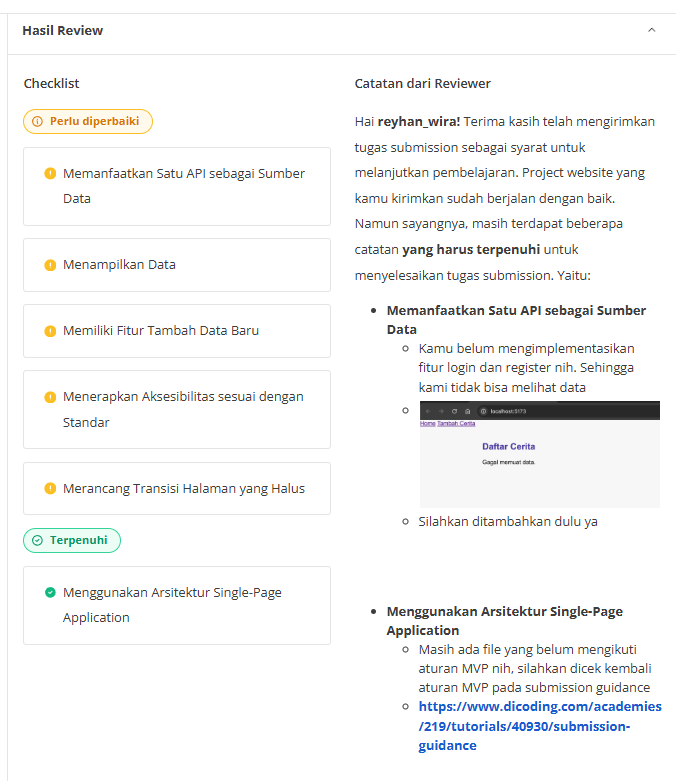 Hasil Review
Checklist
Perlu diperbaiki
Memanfaatkan Satu API sebagai Sumber
Data
Menampilkan Data
Memiliki Fitur Tambah Data Baru
Menerapkan Aksesibilitas sesuai dengan
Standar
Merancang Transisi Halaman yang Halus
Terpenuhi
Menggunakan Arsitektur Single-Page
Application
Catatan dari Reviewer
Hai reyhan_wira! Terima kasih telah mengirimkan
tugas submission sebagai syarat untuk
melanjutkan pembelajaran. Project website yang
kamu kirimkan sudah berjalan dengan baik.
Namun sayangnya, masih terdapat beberapa
catatan yang harus terpenuhi untuk
menyelesaikan tugas submission. Yaitu:
Memanfaatkan Satu API sebagai Sumber
Data
Kamu belum mengimplementasikan
fitur login dan register nih. Sehingga
kami tidak bisa melihat data
localhost:5173
Home Tambah Cerita
Daftar Cerita
Gagal memuat data.
Silahkan ditambahkan dulu ya
Menggunakan Arsitektur Single-Page
Application
Masih ada file yang belum mengikuti
aturan MVP nih, silahkan dicek kembali
aturan MVP pada submission guidance
https://www.dicoding.com/academies
/219/tutorials/40930/submission-
guidance